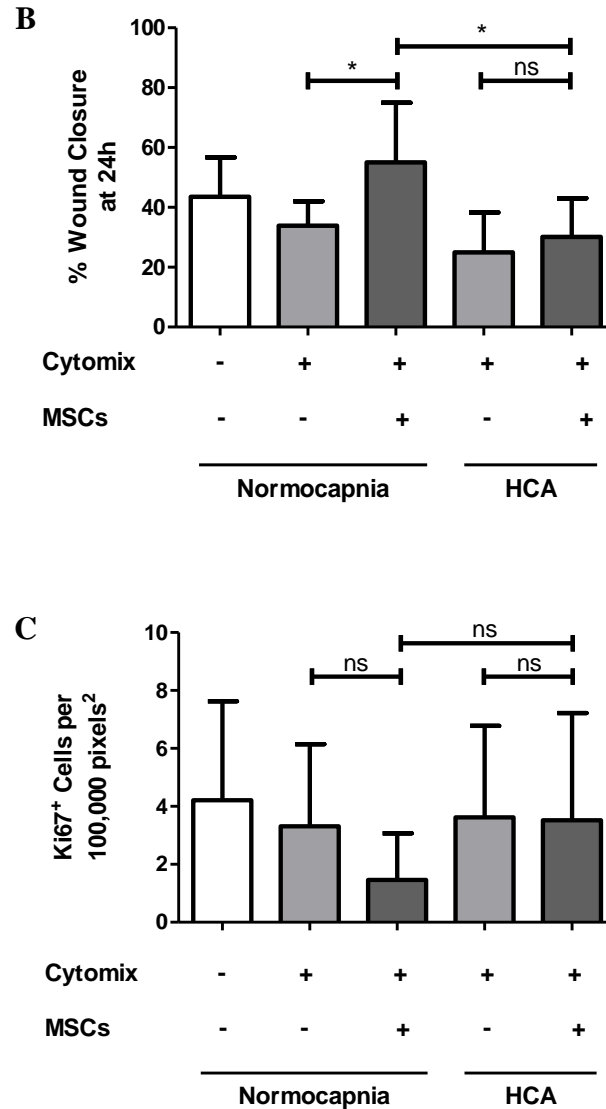 B
100
80
60
40
20
0
% Wound Closure
at 24h
*
*
ns
Cytomix - + + + +
MSCs - - + - +
Normocapnia HCA
C
10
8
6
4
2
0
Ki67⁺ Cells per
100,000 pixels²
ns
ns
ns
Cytomix - + + + +
MSCs - - + - +
Normocapnia HCA